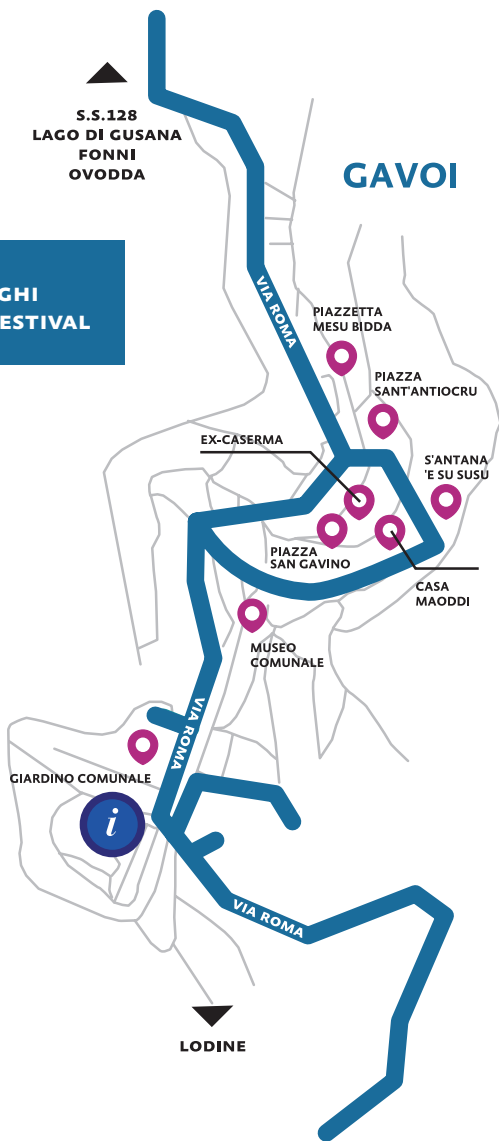 S.S.128
LAGO DI GUSANA
FONNI
OVODDA
GAVOI
GHI
ESTIVAL
VIA ROMA
PIAZZETTA
MESU BIDDA
PIAZZA
SANT'ANTIOCRU
EX-CASERMA
S'ANTANA
'E SU SUSU
PIAZZA
SAN GAVINO
CASA
MAODDI
MUSEO
COMUNALE
VIA ROMA
GIARDINO COMUNALE
i
VIA ROMA
LODINE